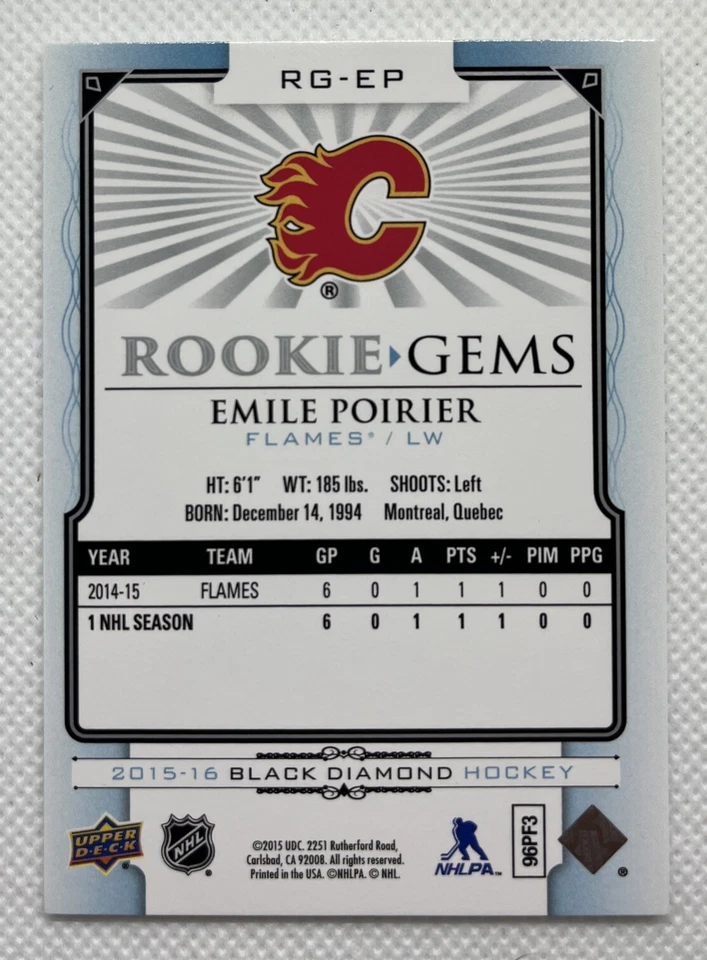 RG-EP
C
®
ROOKIE GEMS
EMILE POIRIER
FLAMES® / LW
HT: 6'1" WT: 185 lbs. SHOOTS: Left
BORN: December 14, 1994 Montreal, Quebec
YEAR TEAM GP G A PTS +/- PIM PPG
2014-15 FLAMES 6 0 1 1 1 0 0
1 NHL SEASON 6 0 1 1 1 0 0
2015-16 BLACK DIAMOND HOCKEY
UPPER
D·E·C·K
®
NHL
®
©2015 UDC. 2251 Rutherford Road,
Carlsbad, CA 92008. All rights reserved.
Printed in the USA. ©NHLPA. © NHL.
NHLPA™
96PF3
®